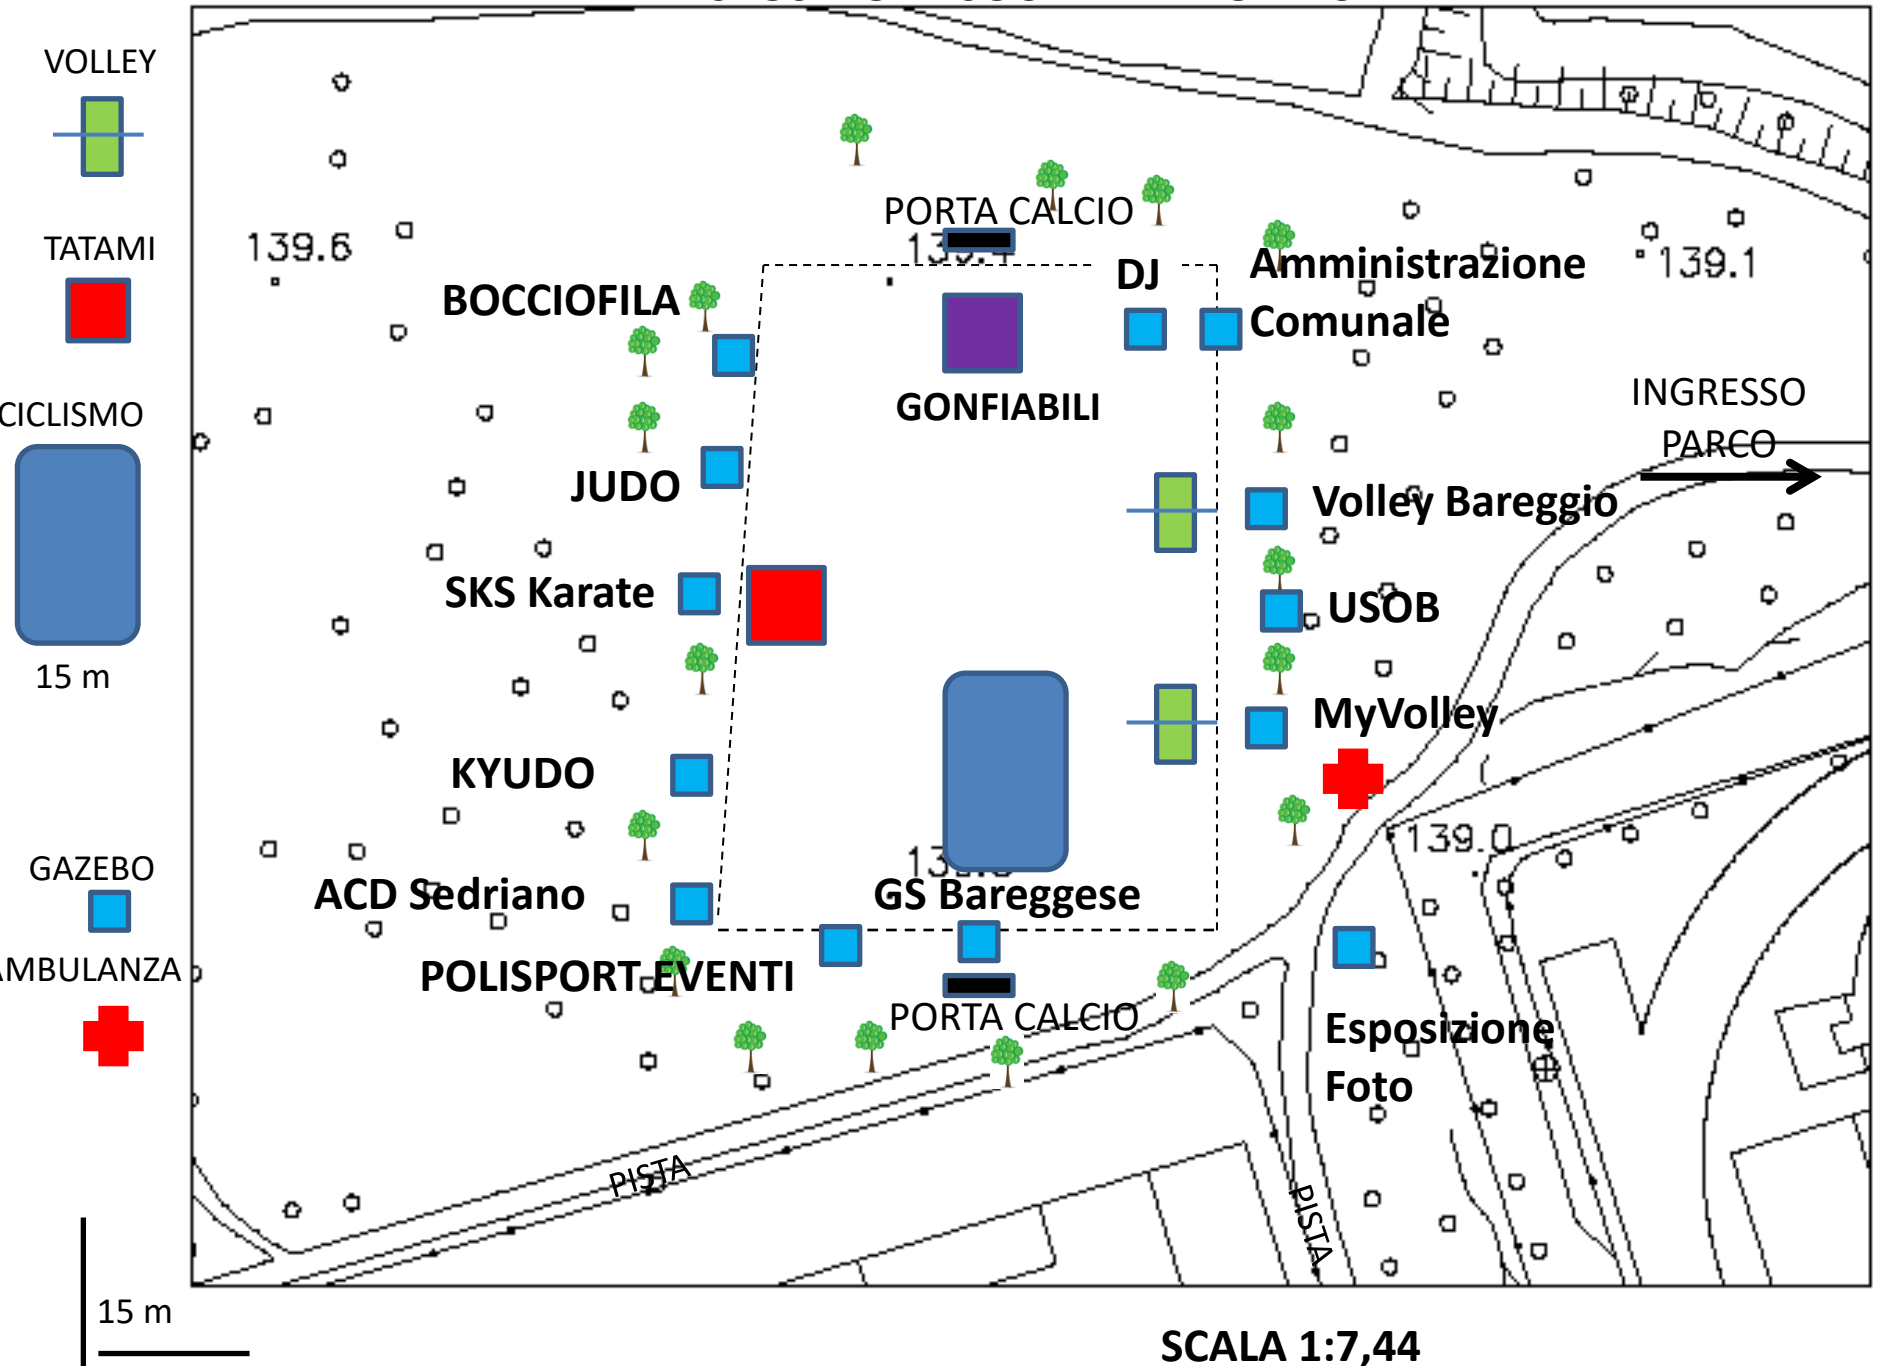 VOLLEY
TATAMI
CICLISMO
15 m
GAZEBO
AMBULANZA
15 m
139.6
PORTA CALCIO
DJ
Amministrazione
Comunale
139.1
BOCCIOFILA
GONFIABILI
INGRESSO
PARCO
JUDO
Volley Bareggio
SKS Karate
USOB
MyVolley
KYUDO
139.0
ACD Sedriano
GS Bareggese
POLISPORT EVENTI
PORTA CALCIO
Esposizione
Foto
PISTA
PISTA
SCALA 1:7,44